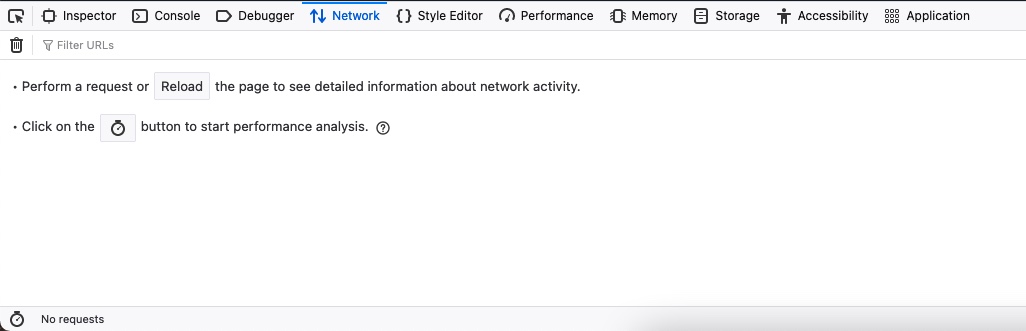 Inspector Console Debugger Network Style Editor Performance Memory Storage Accessibility Application
Filter URLs
• Perform a request or Reload the page to see detailed information about network activity.
• Click on the button to start performance analysis.
No requests